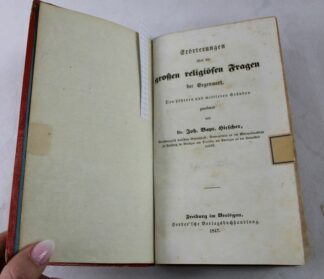 Erörterungen
über die
großen religiösen Fragen
der Gegenwart.
Den höheren und mittleren Ständen
gewidmet
von
Dr. Joh. Bapt. Hirscher,
Freiburg im Breisgau.
Herder'sche Verlagsbuchhandlung.
1847.